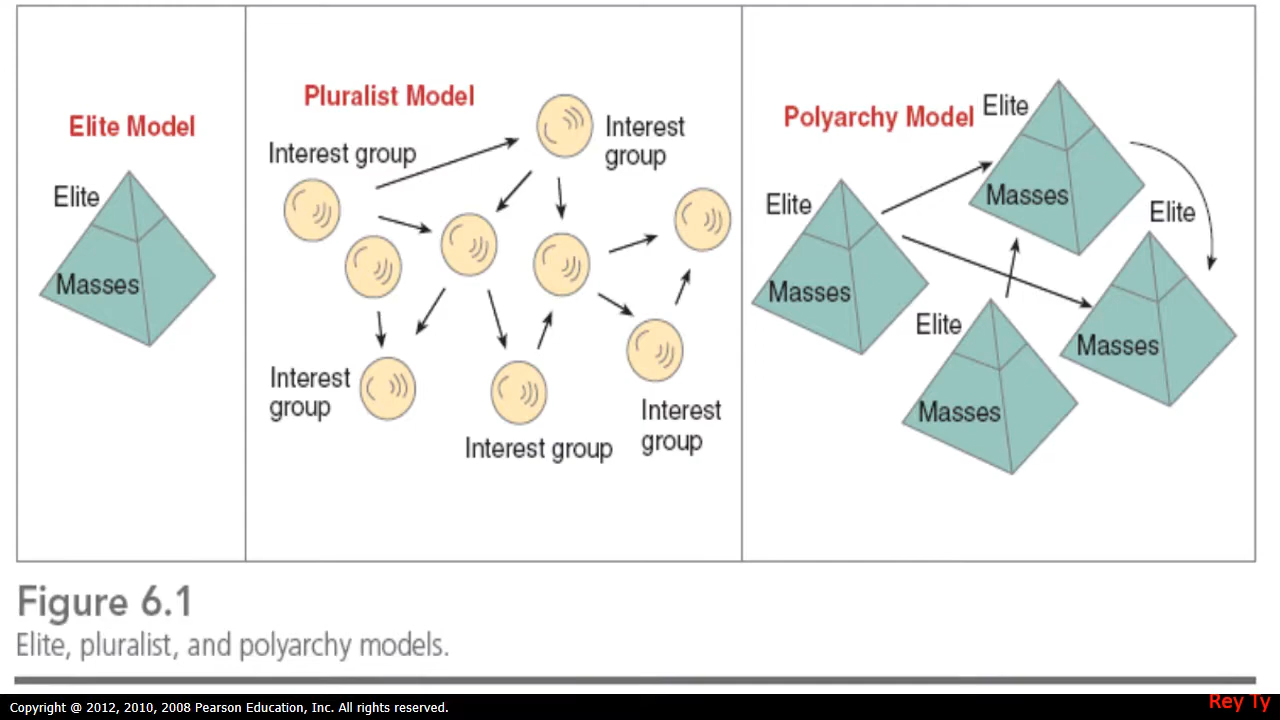 Elite Model
Elite
Masses
Pluralist Model
Interest group
Interest
group
Interest
group
Interest group
Interest
group
Polyarchy Model
Elite
Masses
Elite
Masses
Elite
Masses
Elite
Masses
Figure 6.1
Elite, pluralist, and polyarchy models.
Copyright @ 2012, 2010, 2008 Pearson Education, Inc. All rights reserved.
Rey Ty